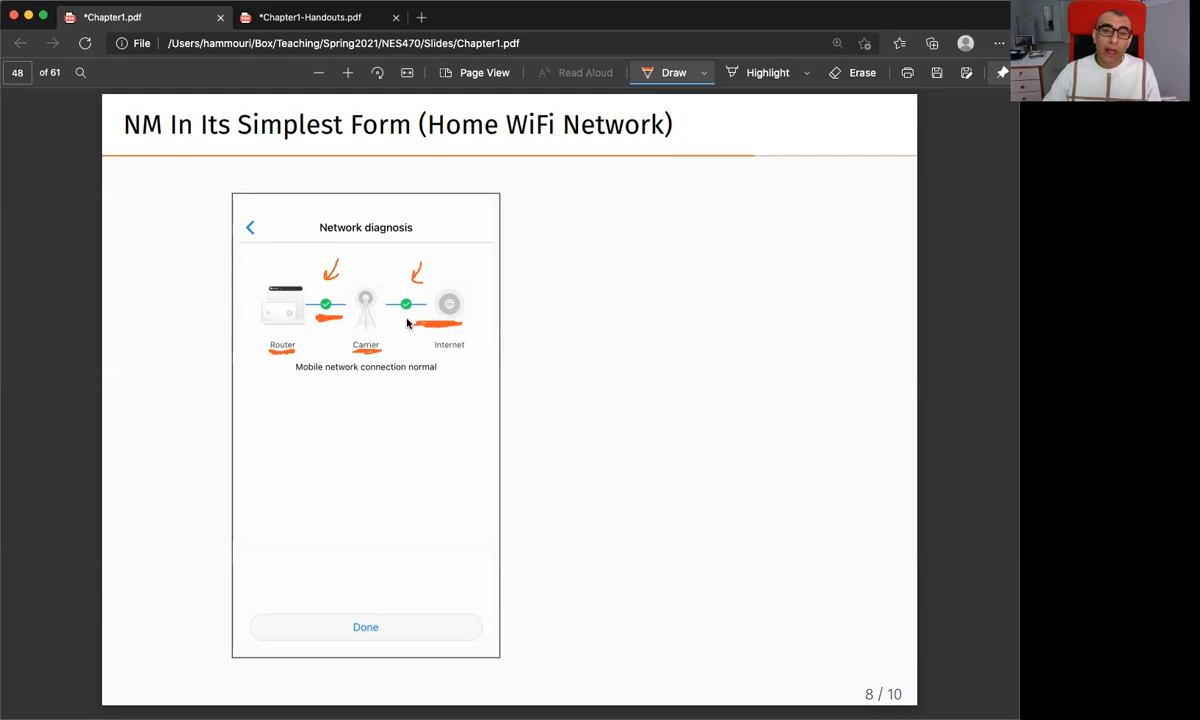 *Chapter1.pdf
*Chapter1-Handouts.pdf
File
/Users/hammouri/Box/Teaching/Spring2021/NES470/Slides/Chapter1.pdf
48 of 61
Page View
Read Aloud
Draw
Highlight
Erase
NM In Its Simplest Form (Home WiFi Network)
Network diagnosis
Router
Carrier
Internet
Mobile network connection normal
Done
8 / 10